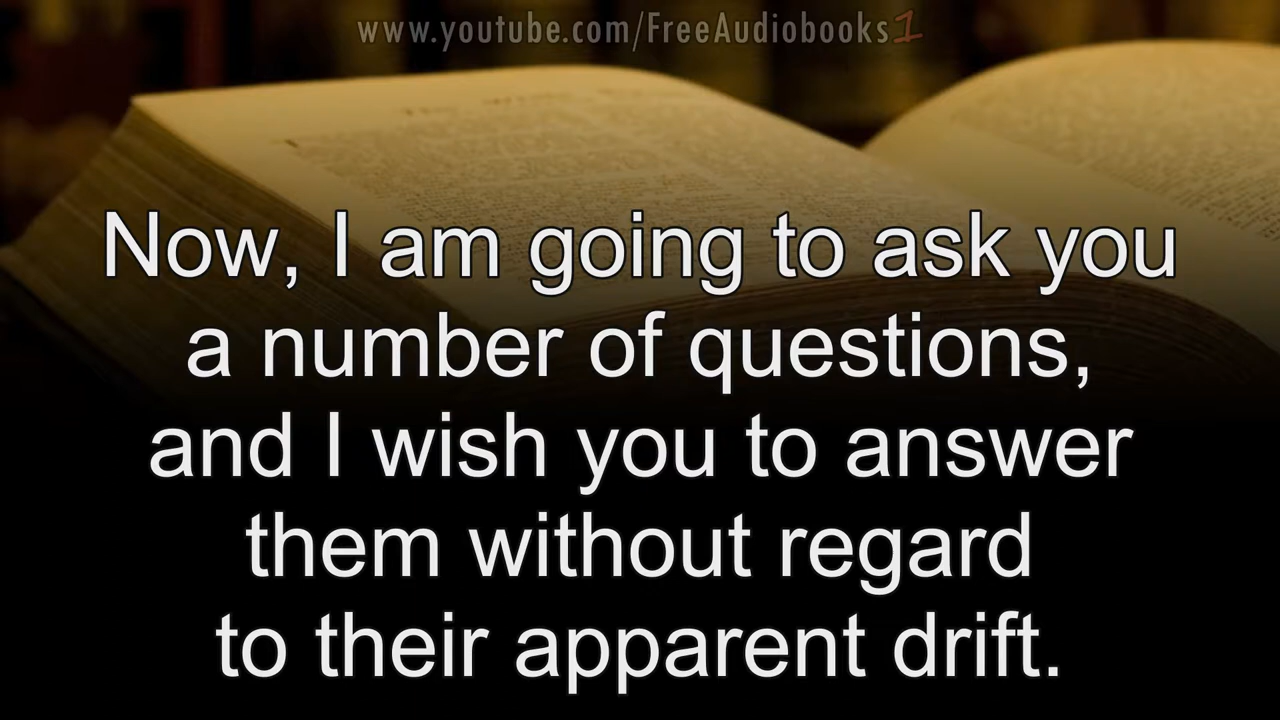 www.youtube.com/FreeAudiobooks1
Now, I am going to ask you
a number of questions,
and I wish you to answer
them without regard
to their apparent drift.